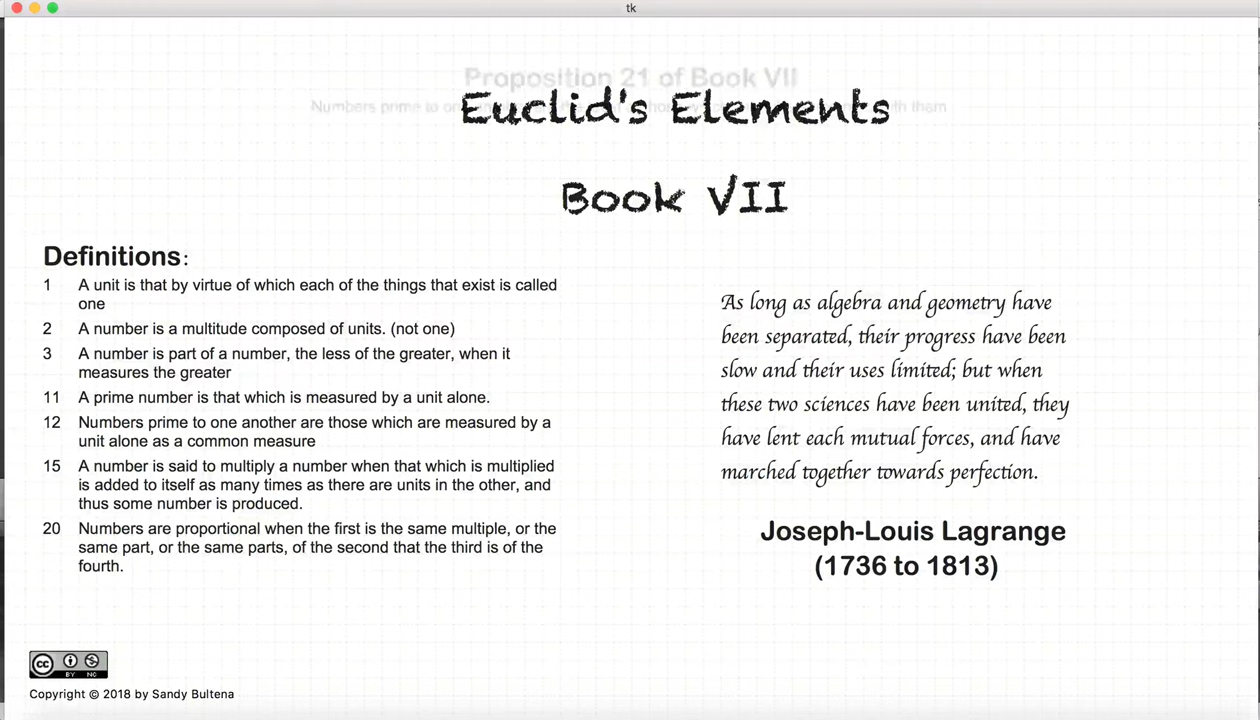 tk
Proposition 21 of Book VII
Numbers prime to
them
Euclid's Elements
Book VII
Definitions:
1 A unit is that by virtue of which each of the things that exist is called
one
2 A number is a multitude composed of units. (not one)
3 A number is part of a number, the less of the greater, when it
measures the greater
11 A prime number is that which is measured by a unit alone.
12 Numbers prime to one another are those which are measured by a
unit alone as a common measure
15 A number is said to multiply a number when that which is multiplied
is added to itself as many times as there are units in the other, and
thus some number is produced.
20 Numbers are proportional when the first is the same multiple, or the
same part, or the same parts, of the second that the third is of the
fourth.
As long as algebra and geometry have
been separated, their progress have been
slow and their uses limited; but when
these two sciences have been united, they
have lent each mutual forces, and have
marched together towards perfection.
Joseph-Louis Lagrange
(1736 to 1813)
cc
BY NC
Copyright © 2018 by Sandy Bultena